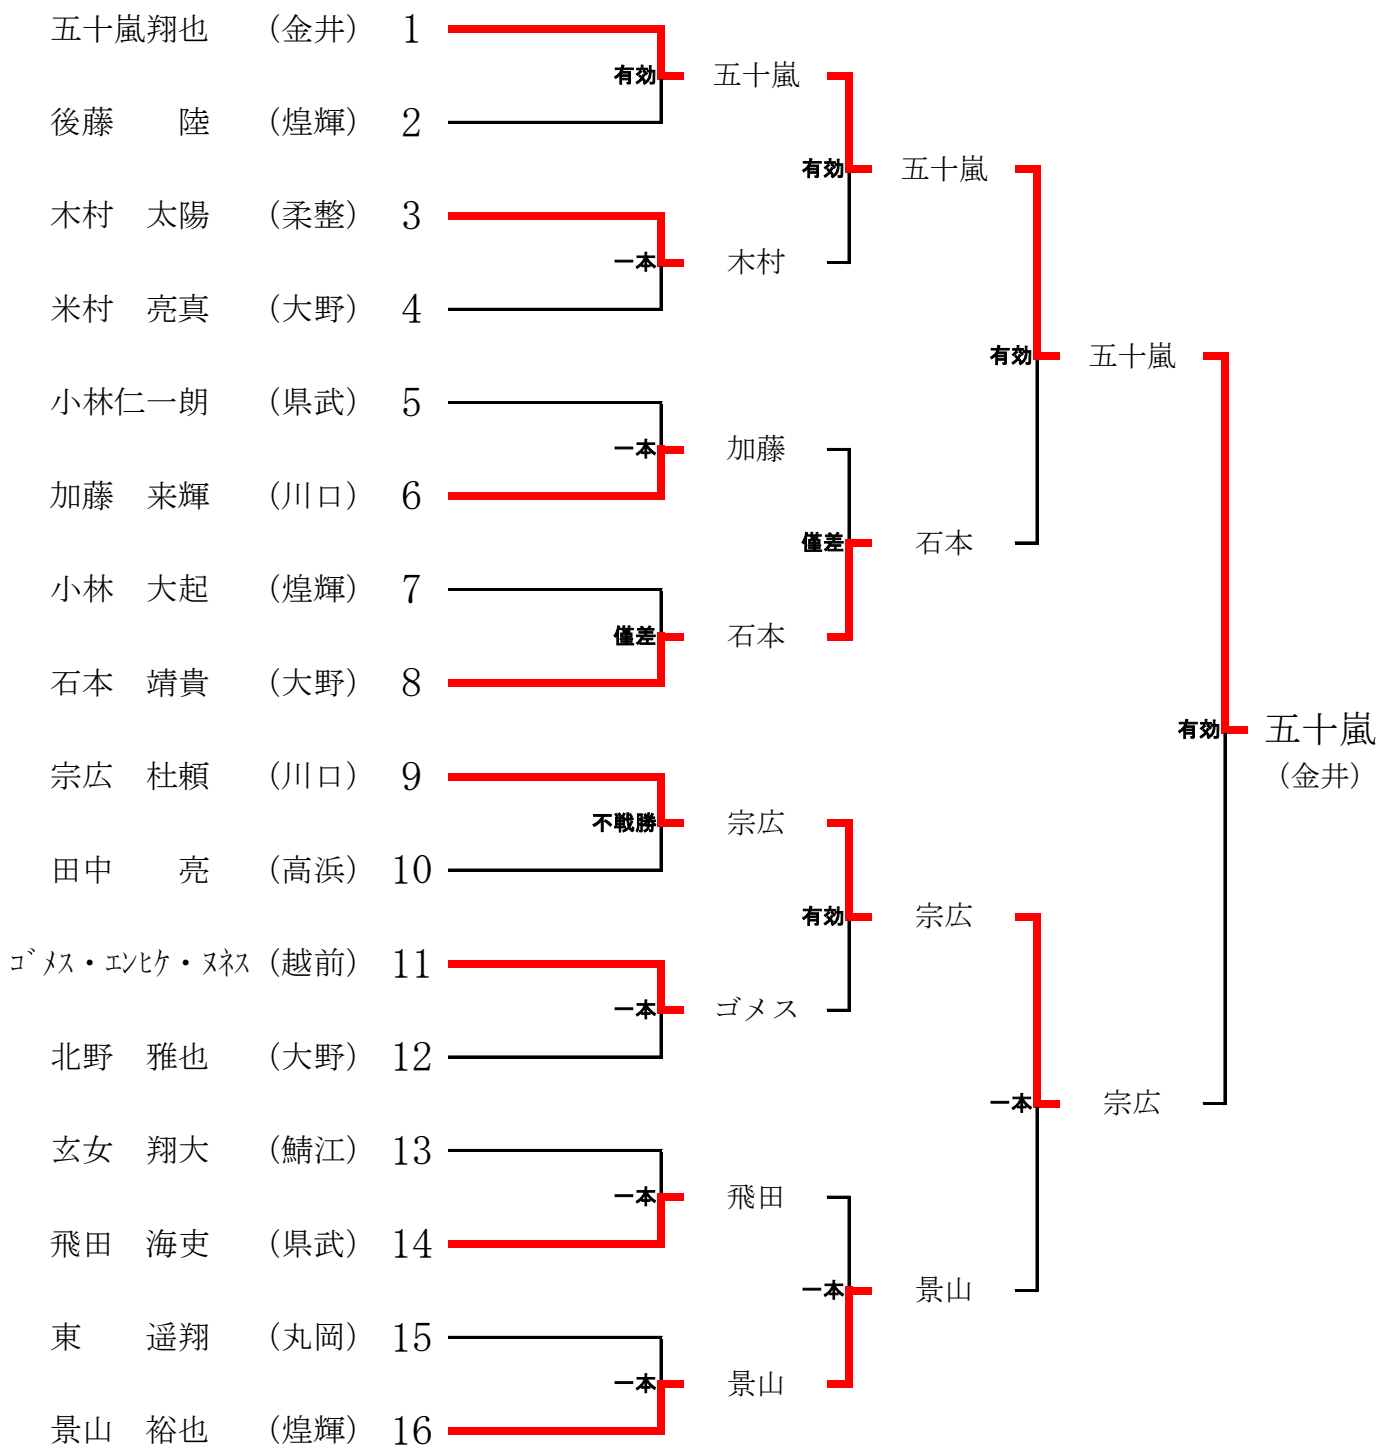 五十嵐翔也 （金井） 1
有効 五十嵐
後藤　　陸 （煌輝） 2
有効 五十嵐
木村　太陽 （柔整） 3
一本 木村
米村　亮真 （大野） 4
有効 五十嵐
小林仁一朗 （県武） 5
一本 加藤
加藤　来輝 （川口） 6
僅差 石本
小林　大起 （煌輝） 7
僅差 石本
石本　靖貴 （大野） 8
有効 五十嵐
（金井）
宗広　杜頼 （川口） 9
不戦勝 宗広
田中　　亮 （高浜） 10
有効 宗広
ｺﾞﾒｽ・ｴﾝﾋｹ・ﾇﾈｽ （越前） 11
一本 ゴメス
北野　雅也 （大野） 12
一本 宗広
玄女　翔大 （鯖江） 13
一本 飛田
飛田　海吏 （県武） 14
一本 景山
東　　遥翔 （丸岡） 15
一本 景山
景山　裕也 （煌輝） 16